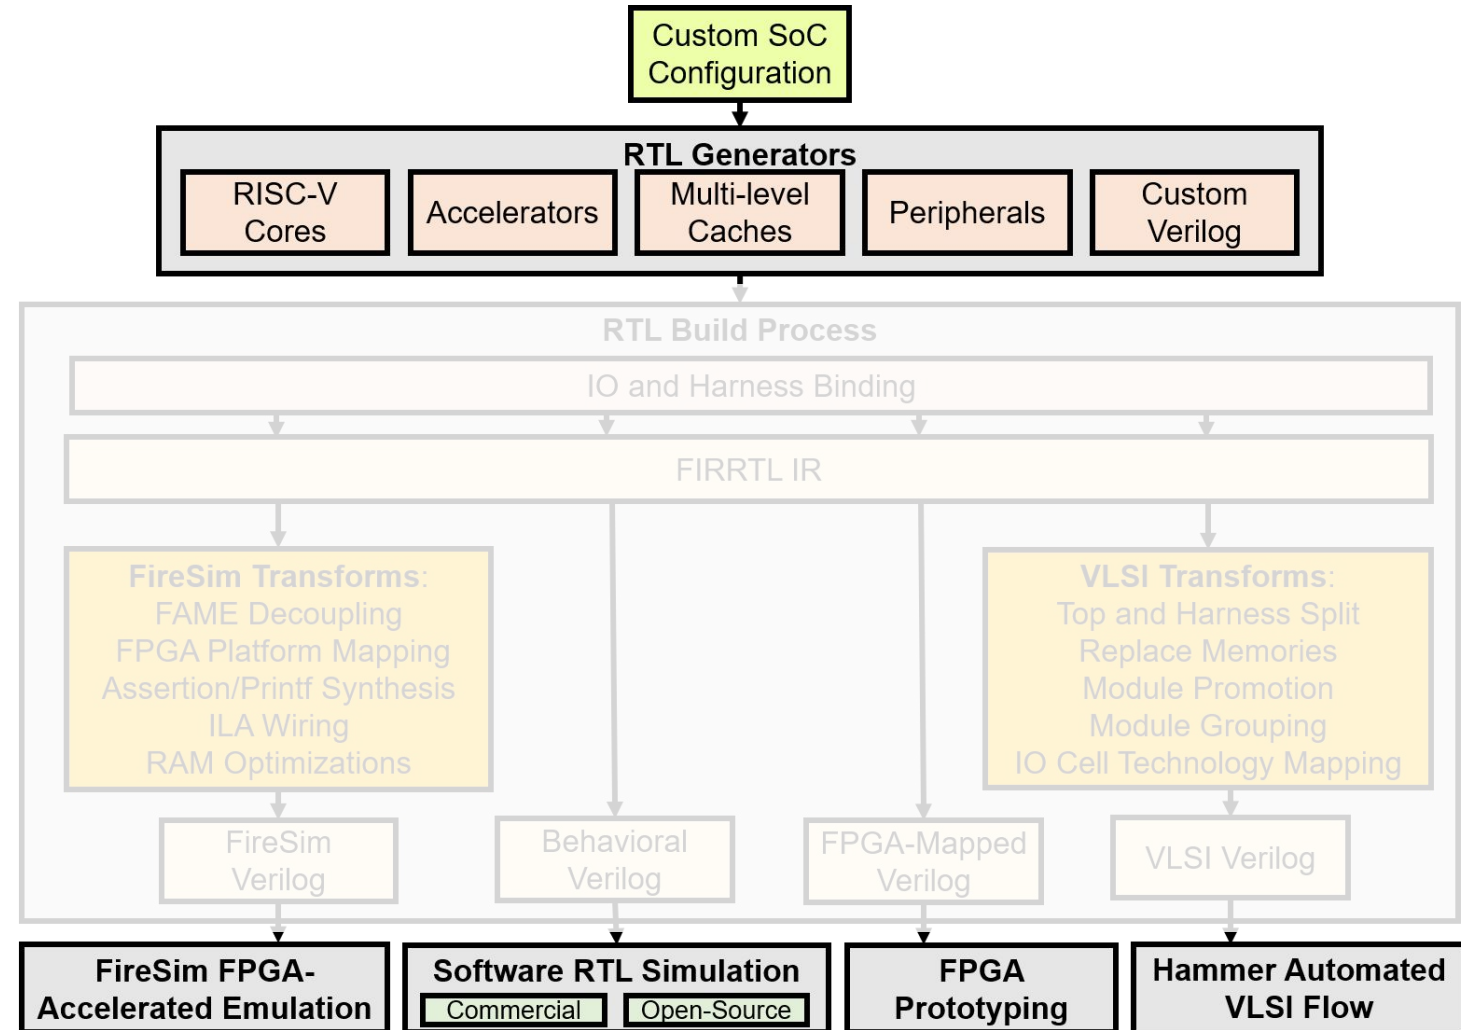 Custom SoC
Configuration
RTL Generators
RISC-V
Cores
Accelerators
Multi-level
Caches
Peripherals
Custom
Verilog
RTL Build Process
IO and Harness Binding
FIRRTL IR
FireSim Transforms:
FAME Decoupling
FPGA Platform Mapping
Assertion/Printf Synthesis
ILA Wiring
RAM Optimizations
VLSI Transforms:
Top and Harness Split
Replace Memories
Module Promotion
Module Grouping
IO Cell Technology Mapping
FireSim
Verilog
Behavioral
Verilog
FPGA-Mapped
Verilog
VLSI Verilog
FireSim FPGA-
Accelerated Emulation
Software RTL Simulation
Commercial
Open-Source
FPGA
Prototyping
Hammer Automated
VLSI Flow